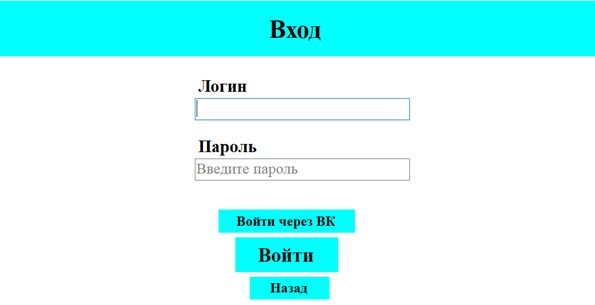 Вход
Логин
Пароль
Введите пароль
Войти через ВК
Войти
Назад